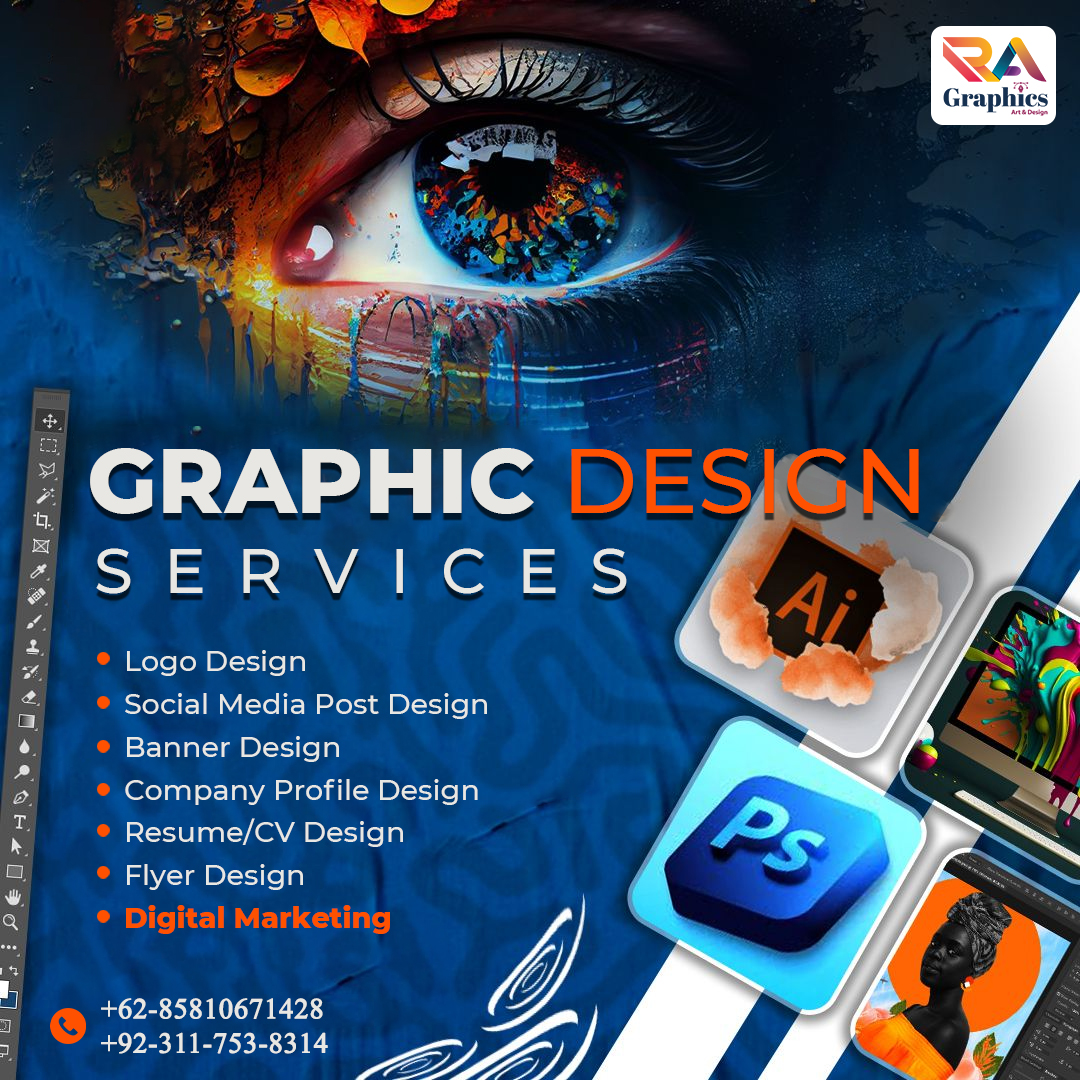 RA
Graphics
Art & Design
GRAPHIC DESIGN
SERVICES
Logo Design
Social Media Post Design
Banner Design
Company Profile Design
Resume/CV Design
Flyer Design
Digital Marketing
+62-85810671428
+92-311-753-8314
Ai
Ps